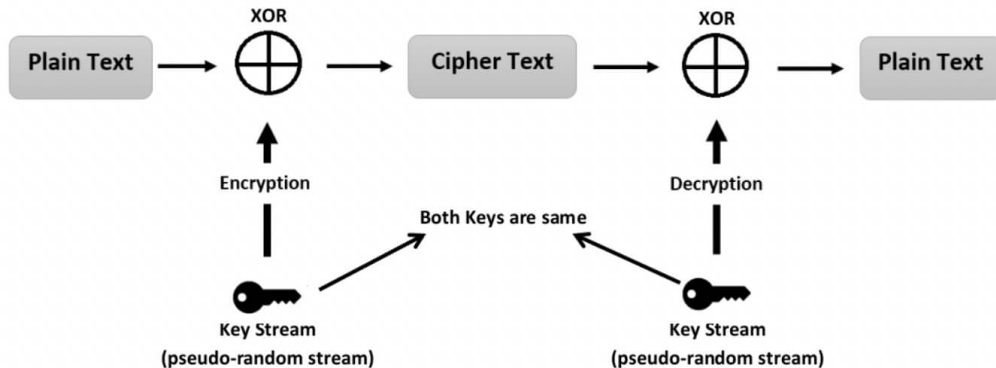 XOR
XOR
Plain Text
Cipher Text
Plain Text
Encryption
Decryption
Both Keys are same
Key Stream
(pseudo-random stream)
Key Stream
(pseudo-random stream)